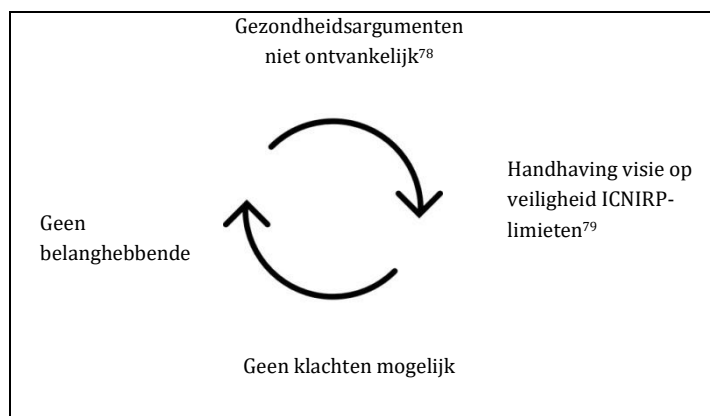 Gezondheidsargumenten
niet ontvankelijk⁷⁸
Handhaving visie op
veiligheid ICNIRP-
limieten⁷⁹
Geen
belanghebbende
Geen klachten mogelijk